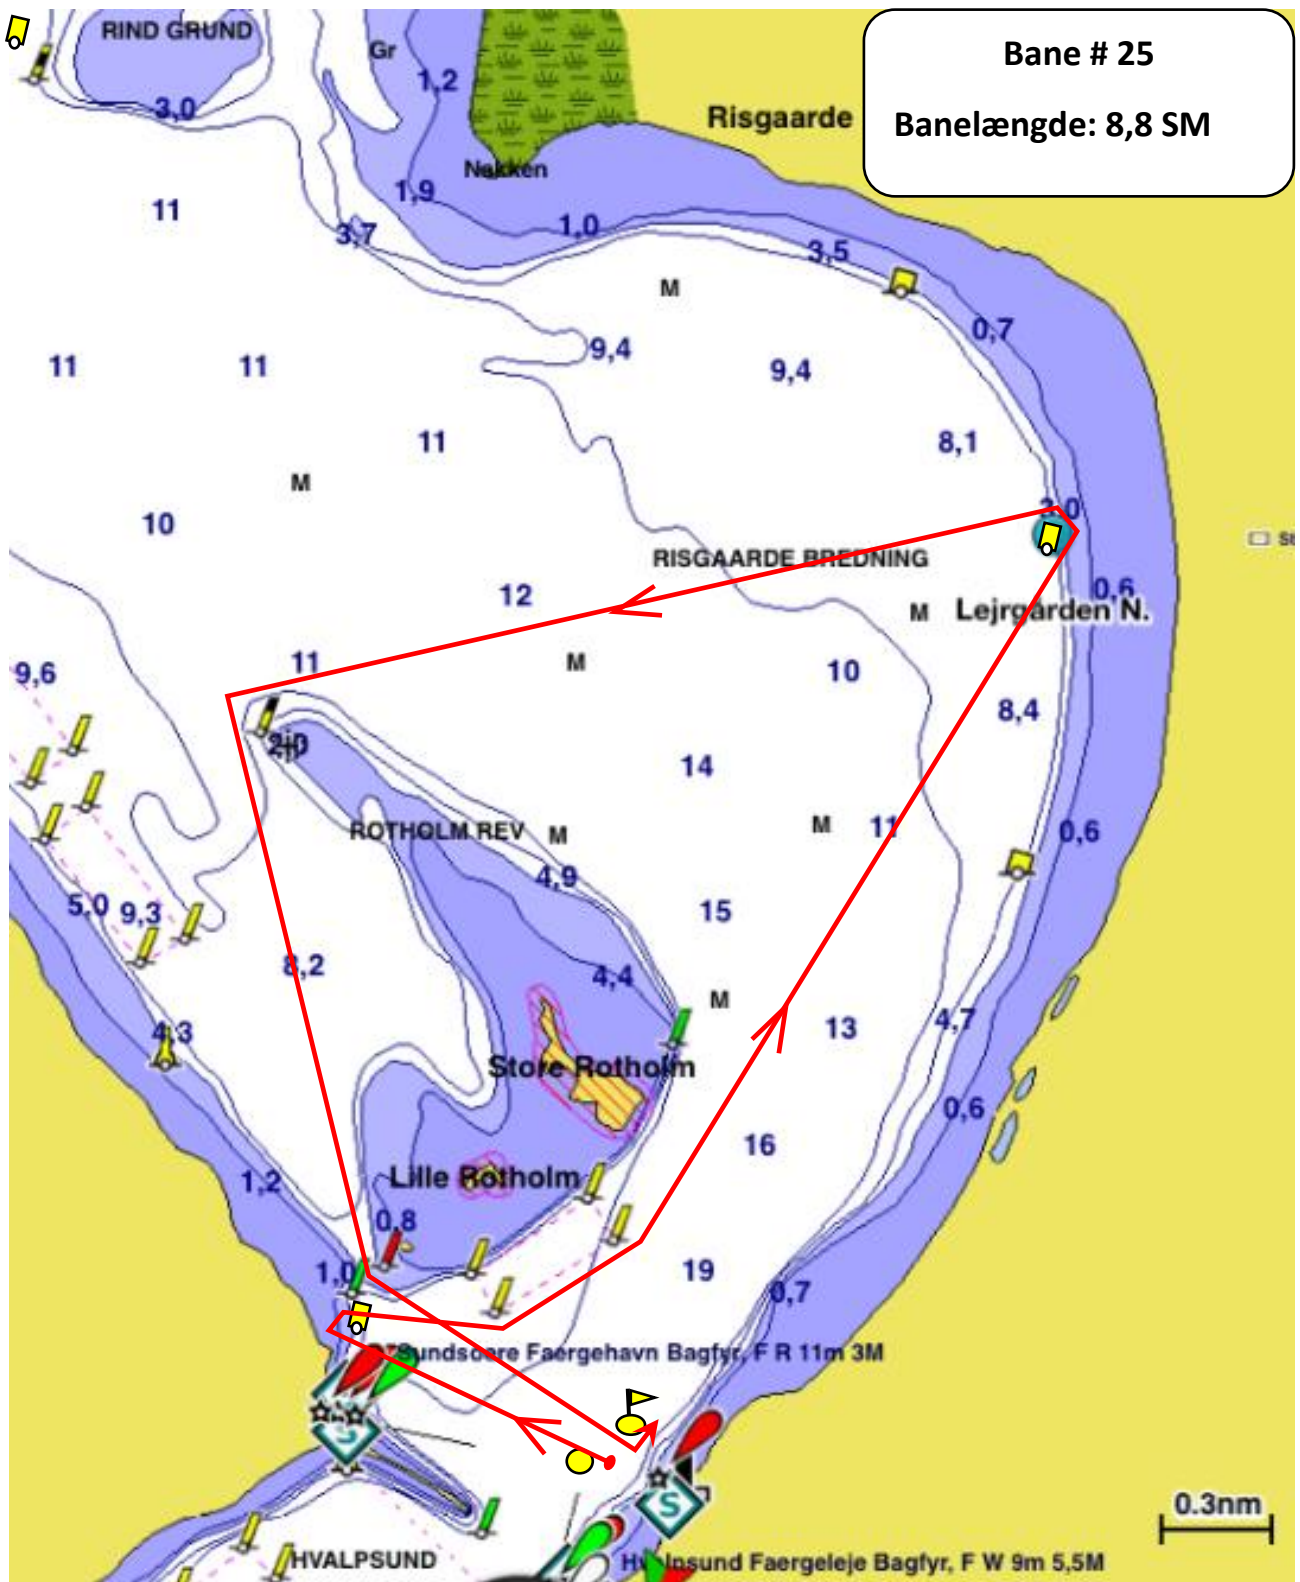 RIND GRUND
Bane # 25
Gr
1,2
3,0
Risgaarde
Banelængde: 8,8 SM
Nakken
1,9
11
1,0
3,7
3,5
M
0,7
9,4
11
11
9,4
11
8,1
M
3,0
10
RISGAARDE BREDNING
0,6
12
M
Lejrgården N.
11
M
9,6
10
8,4
2,0
14
ROTHOLM REV
M
M
11
0,6
4,9
5,0
9,3
15
8,2
4,4
M
4,3
13
4,7
Store Rotholm
0,6
16
Lille Rotholm
1,2
0,8
1,0
19
0,7
Sundsoere Faergehavn Bagfyr, F R 11m 3M
S
S
0.3nm
HVALPSUND
Hvalpsund Faergeleje Bagfyr, F W 9m 5,5M